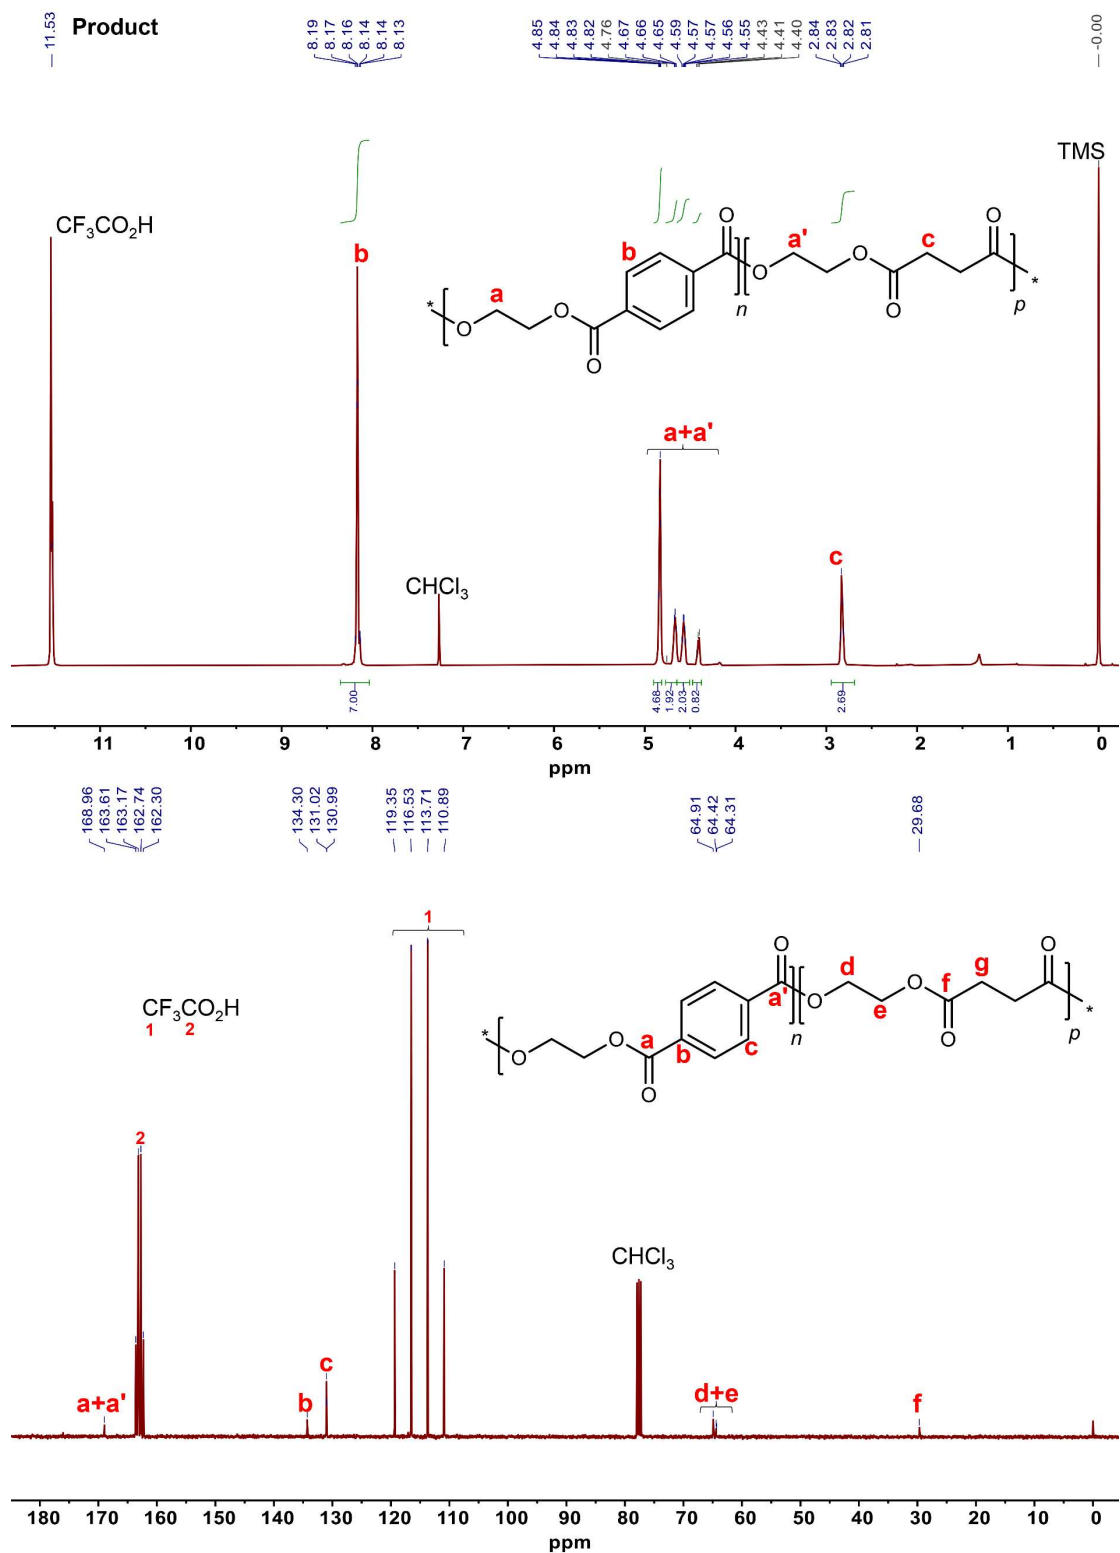 Product
11.53
8.19
8.17
8.16
8.14
8.14
8.13
4.85
4.84
4.83
4.82
4.76
4.67
4.66
4.65
4.59
4.57
4.57
4.56
4.55
4.43
4.41
4.40
2.84
2.83
2.82
2.81
-0.00
TMS
CF3CO2H
b
b
a
a'
c
O
O
O
O
O
O
O
O
n
p
*
*
a+a'
c
CHCl3
7.00
4.68
1.92
2.03
0.82
2.69
11 10 9 8 7 6 5 4 3 2 1 0
ppm
168.96
163.61
163.17
162.74
162.30
134.30
131.02
130.99
119.35
116.53
113.71
110.89
64.91
64.42
64.31
29.68
1
CF3CO2H
1 2
2
a
b
c
a'
d
e
f
g
O
O
O
O
O
O
O
O
n
p
*
*
CHCl3
a+a'
b
c
d+e
f
180 170 160 150 140 130 120 110 100 90 80 70 60 50 40 30 20 10 0
ppm